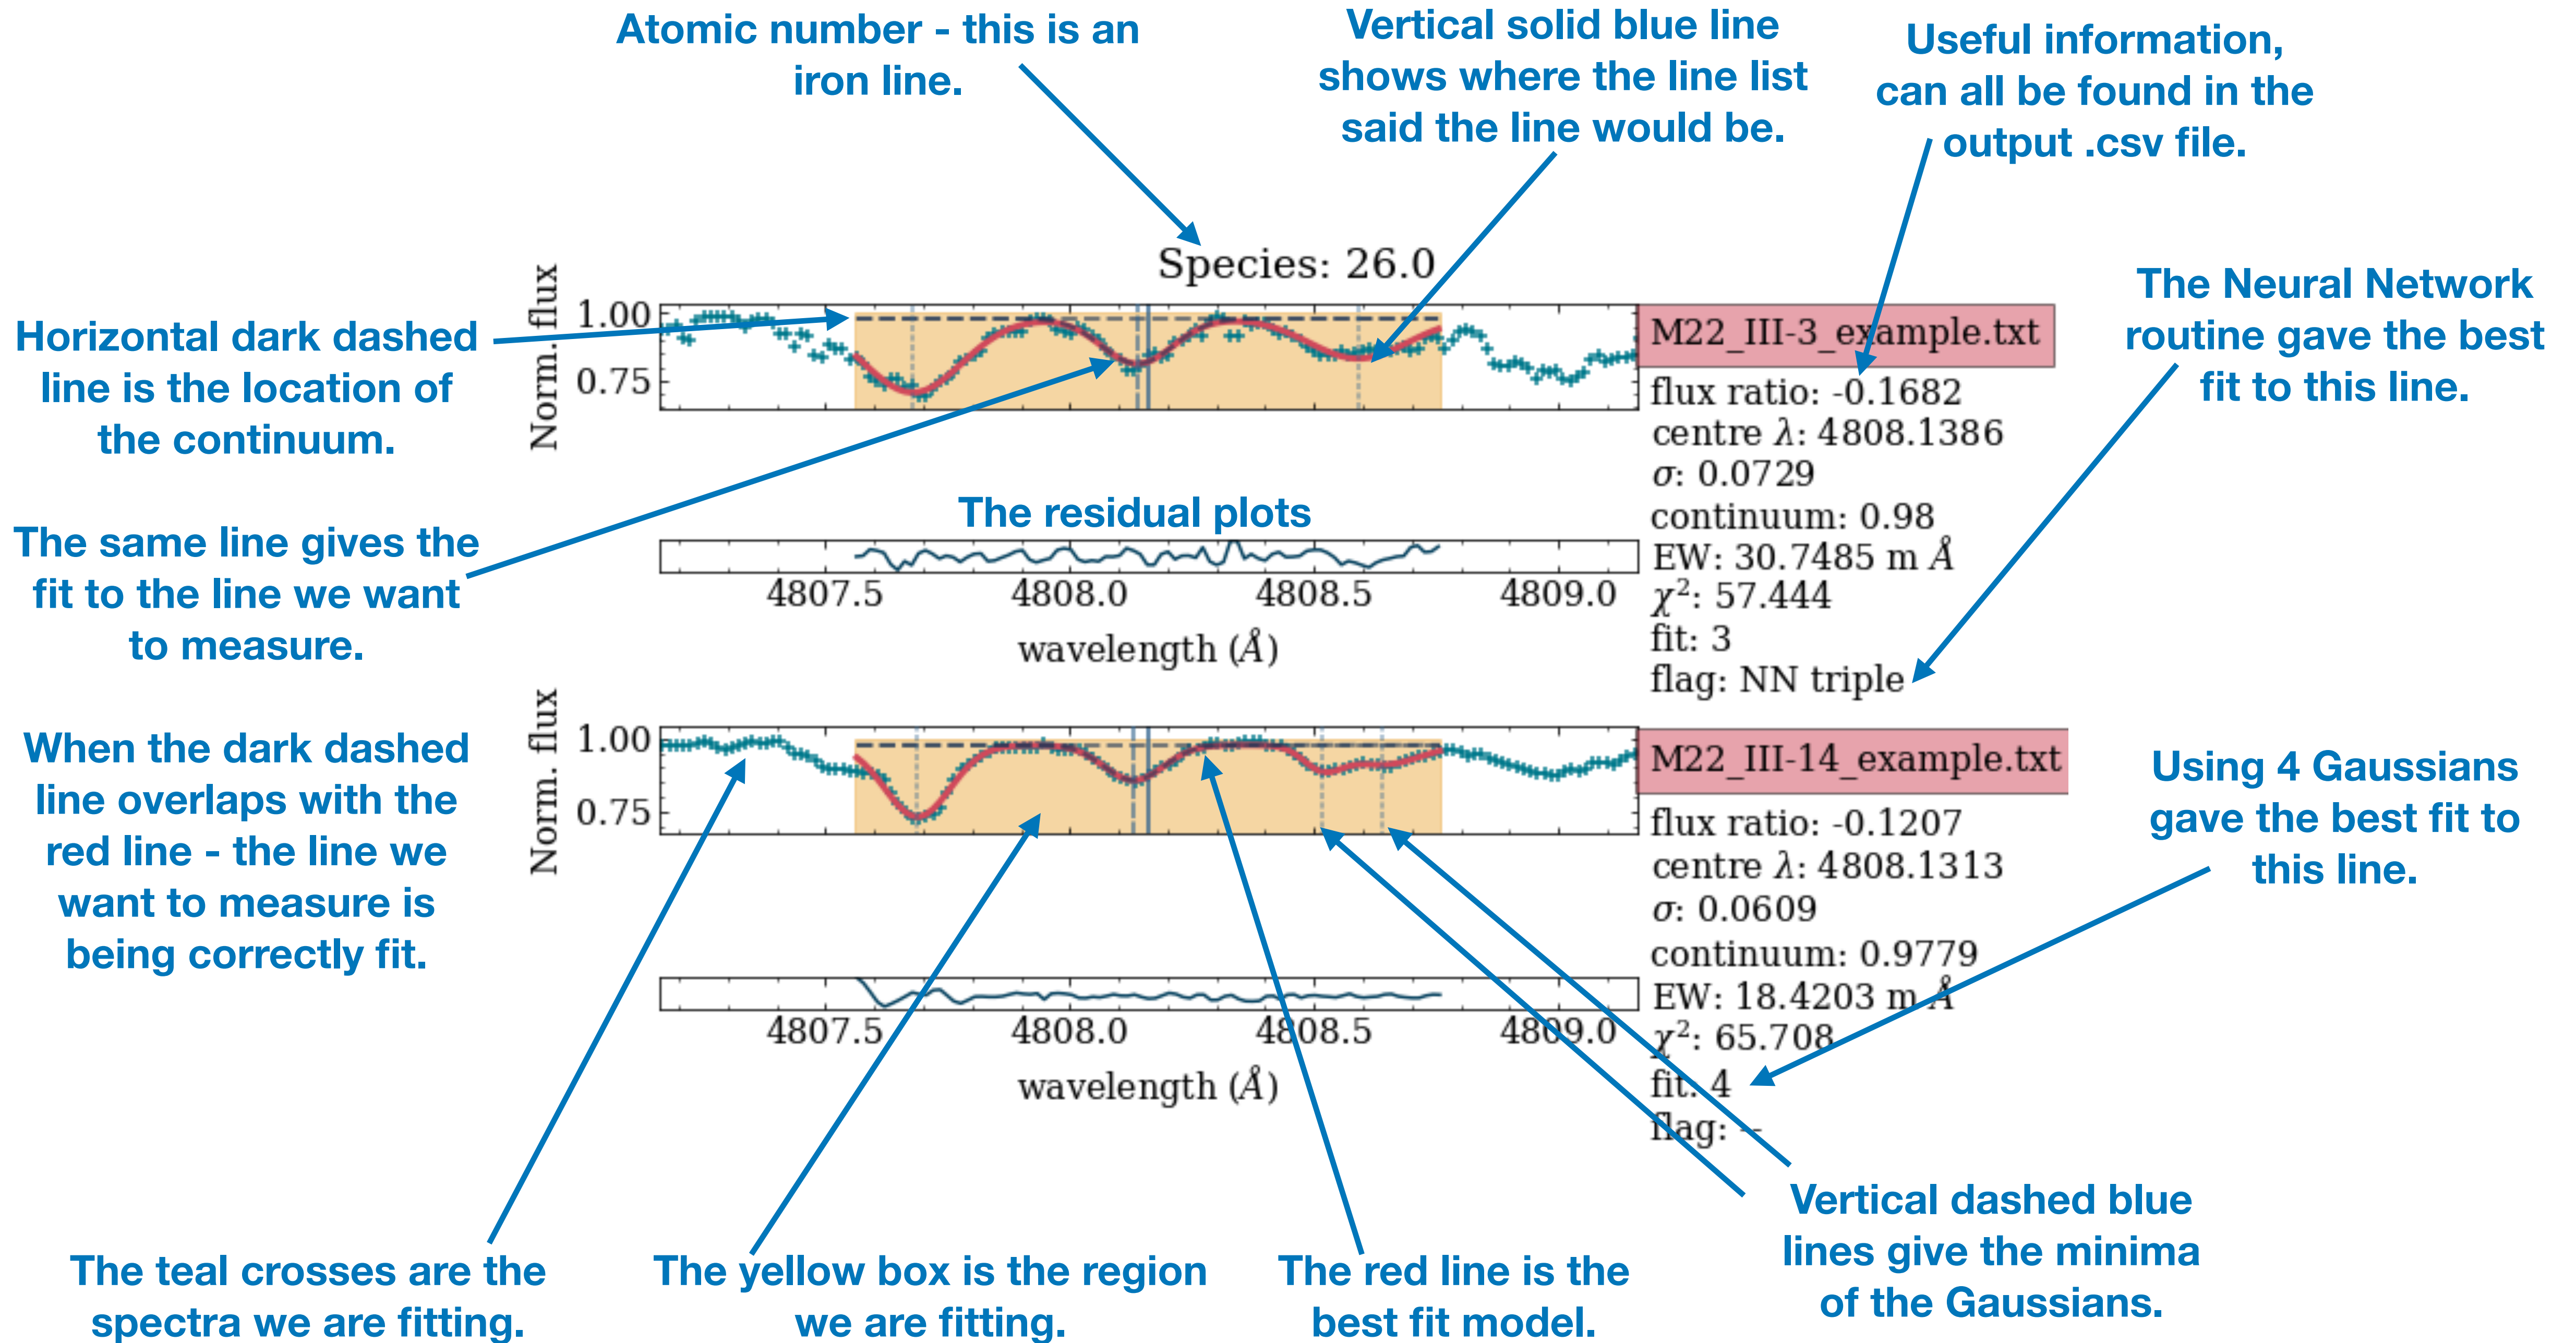 Atomic number - this is an
iron line.
Vertical solid blue line
shows where the line list
said the line would be.
Useful information,
can all be found in the
output .csv file.
The Neural Network
routine gave the best
fit to this line.
Horizontal dark dashed
line is the location of
the continuum.
The same line gives the
fit to the line we want
to measure.
When the dark dashed
line overlaps with the
red line - the line we
want to measure is
being correctly fit.
Species: 26.0
Norm. flux
1.00
0.75
M22_III-3_example.txt
flux ratio: -0.1682
centre λ: 4808.1386
σ: 0.0729
continuum: 0.98
EW: 30.7485 m Å
χ²: 57.444
fit: 3
flag: NN triple
The residual plots
4807.5 4808.0 4808.5 4809.0
wavelength (Å)
Norm. flux
1.00
0.75
M22_III-14_example.txt
flux ratio: -0.1207
centre λ: 4808.1313
σ: 0.0609
continuum: 0.9779
EW: 18.4203 m Å
χ²: 65.708
fit: 4
flag: --
4807.5 4808.0 4808.5 4809.0
wavelength (Å)
Using 4 Gaussians
gave the best fit to
this line.
The teal crosses are the
spectra we are fitting.
The yellow box is the region
we are fitting.
The red line is the
best fit model.
Vertical dashed blue
lines give the minima
of the Gaussians.